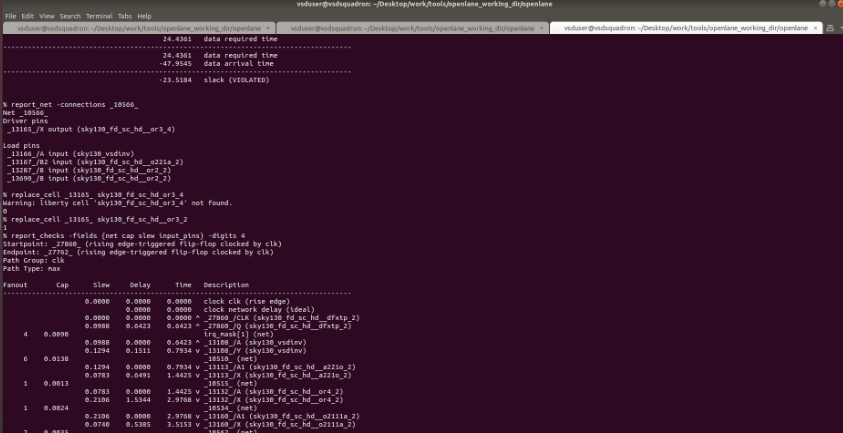 vsduser@vsdsquadron: ~/Desktop/work/tools/openlane_working_dir/openlane
File Edit View Search Terminal Tabs Help
vsduser@vsdsquadron: ~/Desktop/work/tools/openlane_working_dir/openlane × vsduser@vsdsquadron: ~/Desktop/work/tools/openlane_working_dir/openlane × vsduser@vsdsquadron: ~/Desktop/work/tools/openlane_working_dir/openlane ×
24.4361 data required time
---------------------------------------------------------------------------------------
24.4361 data required time
-47.9545 data arrival time
---------------------------------------------------------------------------------------
-23.5184 slack (VIOLATED)
% report_net -connections _10566_
Net _10566_
Driver pins
_13165_/X output (sky130_fd_sc_hd__or3_4)
Load pins
_13166_/A input (sky130_vsdinv)
_13167_/B2 input (sky130_fd_sc_hd__o221a_2)
_13287_/B input (sky130_fd_sc_hd__or2_2)
_13690_/B input (sky130_fd_sc_hd__or2_2)
% replace_cell _13165_ sky130_fd_sc_hd_or3_4
Warning: liberty cell 'sky130_fd_sc_hd_or3_4' not found.
0
% replace_cell _13165_ sky130_fd_sc_hd__or3_2
1
% report_checks -fields {net cap slew input_pins} -digits 4
Startpoint: _27860_ (rising edge-triggered flip-flop clocked by clk)
Endpoint: _27762_ (rising edge-triggered flip-flop clocked by clk)
Path Group: clk
Path Type: max
Fanout Cap Slew Delay Time Description
---------------------------------------------------------------------------------------
0.0000 0.0000 0.0000 clock clk (rise edge)
0.0000 0.0000 clock network delay (ideal)
0.0000 0.0000 0.0000 ^ _27860_/CLK (sky130_fd_sc_hd__dfxtp_2)
0.0988 0.6423 0.6423 ^ _27860_/Q (sky130_fd_sc_hd__dfxtp_2)
4 0.0090 irq_mask[1] (net)
0.0988 0.0000 0.6423 ^ _13108_/A (sky130_vsdinv)
0.1294 0.1511 0.7934 v _13108_/Y (sky130_vsdinv)
6 0.0130 _10510_ (net)
0.1294 0.0000 0.7934 v _13113_/A1 (sky130_fd_sc_hd__a221o_2)
0.0783 0.6491 1.4425 v _13113_/X (sky130_fd_sc_hd__a221o_2)
1 0.0013 _10515_ (net)
0.0783 0.0000 1.4425 v _13132_/A (sky130_fd_sc_hd__or4_2)
0.2106 1.5344 2.9768 v _13132_/X (sky130_fd_sc_hd__or4_2)
1 0.0024 _10534_ (net)
0.2106 0.0000 2.9768 v _13160_/A1 (sky130_fd_sc_hd__o2111a_2)
0.0740 0.5385 3.5153 v _13160_/X (sky130_fd_sc_hd__o2111a_2)
2 0.0035 _10562_ (net)